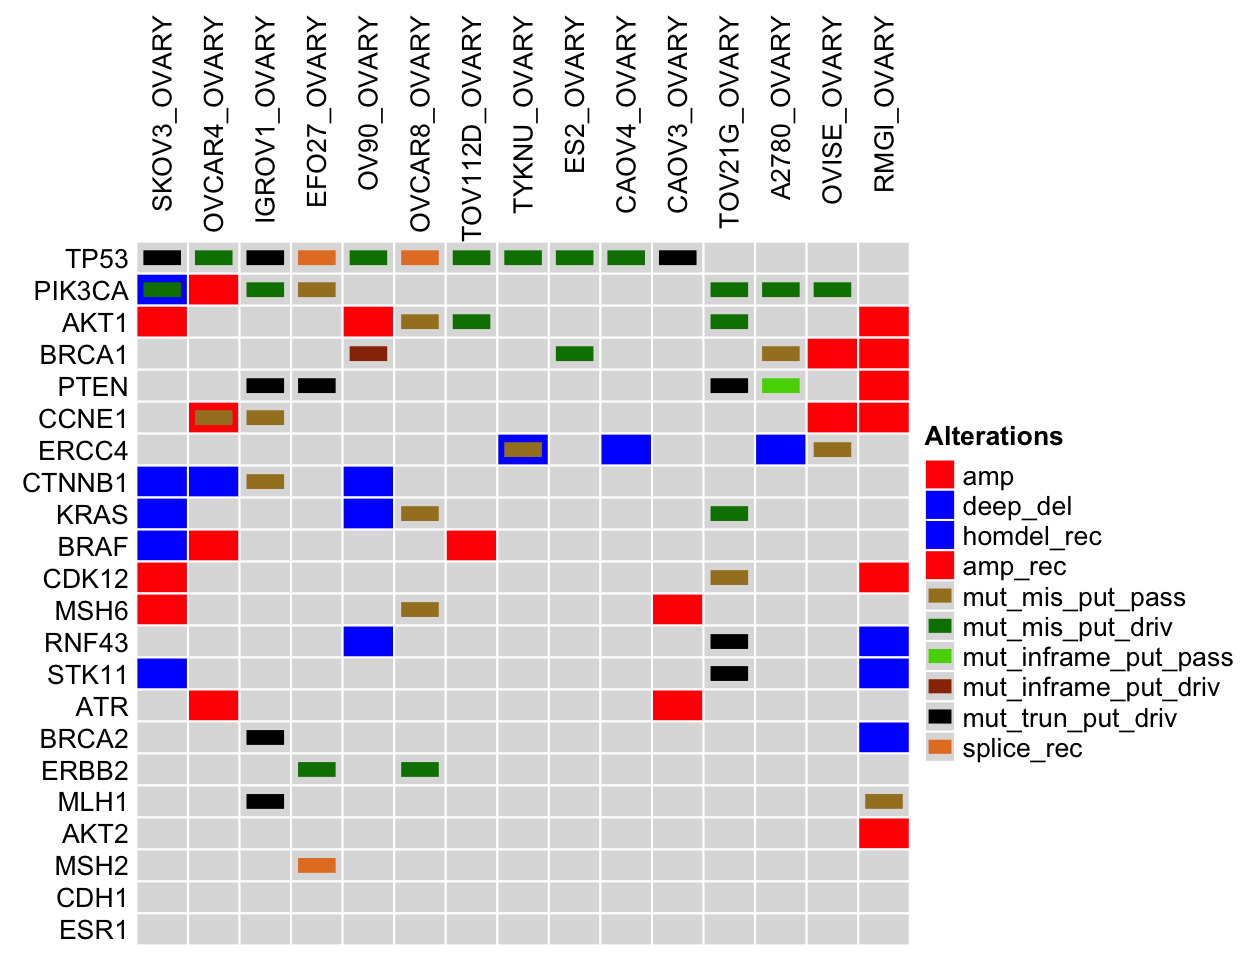 SKOV3_OVARY
OVCAR4_OVARY
IGROV1_OVARY
EFO27_OVARY
OV90_OVARY
OVCAR8_OVARY
TOV112D_OVARY
TYKNU_OVARY
ES2_OVARY
CAOV4_OVARY
CAOV3_OVARY
TOV21G_OVARY
A2780_OVARY
OVISE_OVARY
RMGI_OVARY
TP53
PIK3CA
AKT1
BRCA1
PTEN
CCNE1
ERCC4
CTNNB1
KRAS
BRAF
CDK12
MSH6
RNF43
STK11
ATR
BRCA2
ERBB2
MLH1
AKT2
MSH2
CDH1
ESR1
Alterations
amp
deep_del
homdel_rec
amp_rec
mut_mis_put_pass
mut_mis_put_driv
mut_inframe_put_pass
mut_inframe_put_driv
mut_trun_put_driv
splice_rec